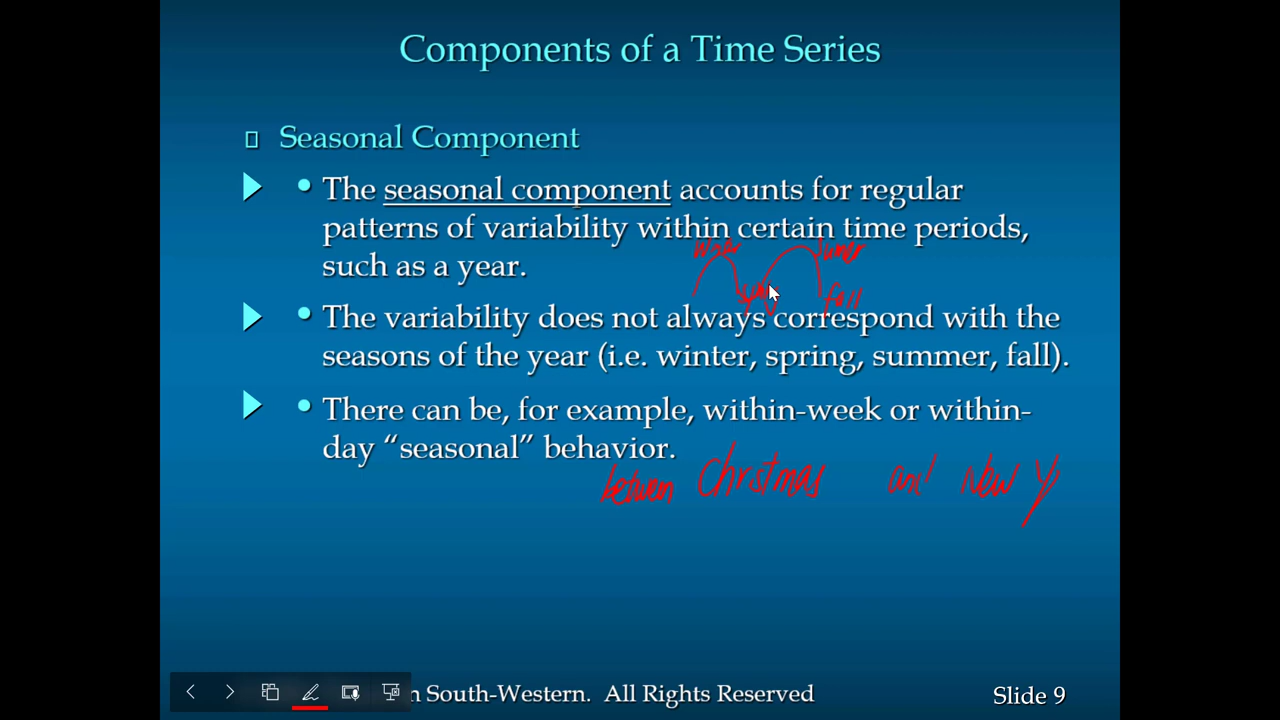 Components of a Time Series
Seasonal Component
• The seasonal component accounts for regular
patterns of variability within certain time periods,
such as a year.
fall
• The variability does not always correspond with the
seasons of the year (i.e. winter, spring, summer, fall).
• There can be, for example, within-week or within-
day “seasonal” behavior.
between Christmas and New Y
South-Western. All Rights Reserved
Slide 9